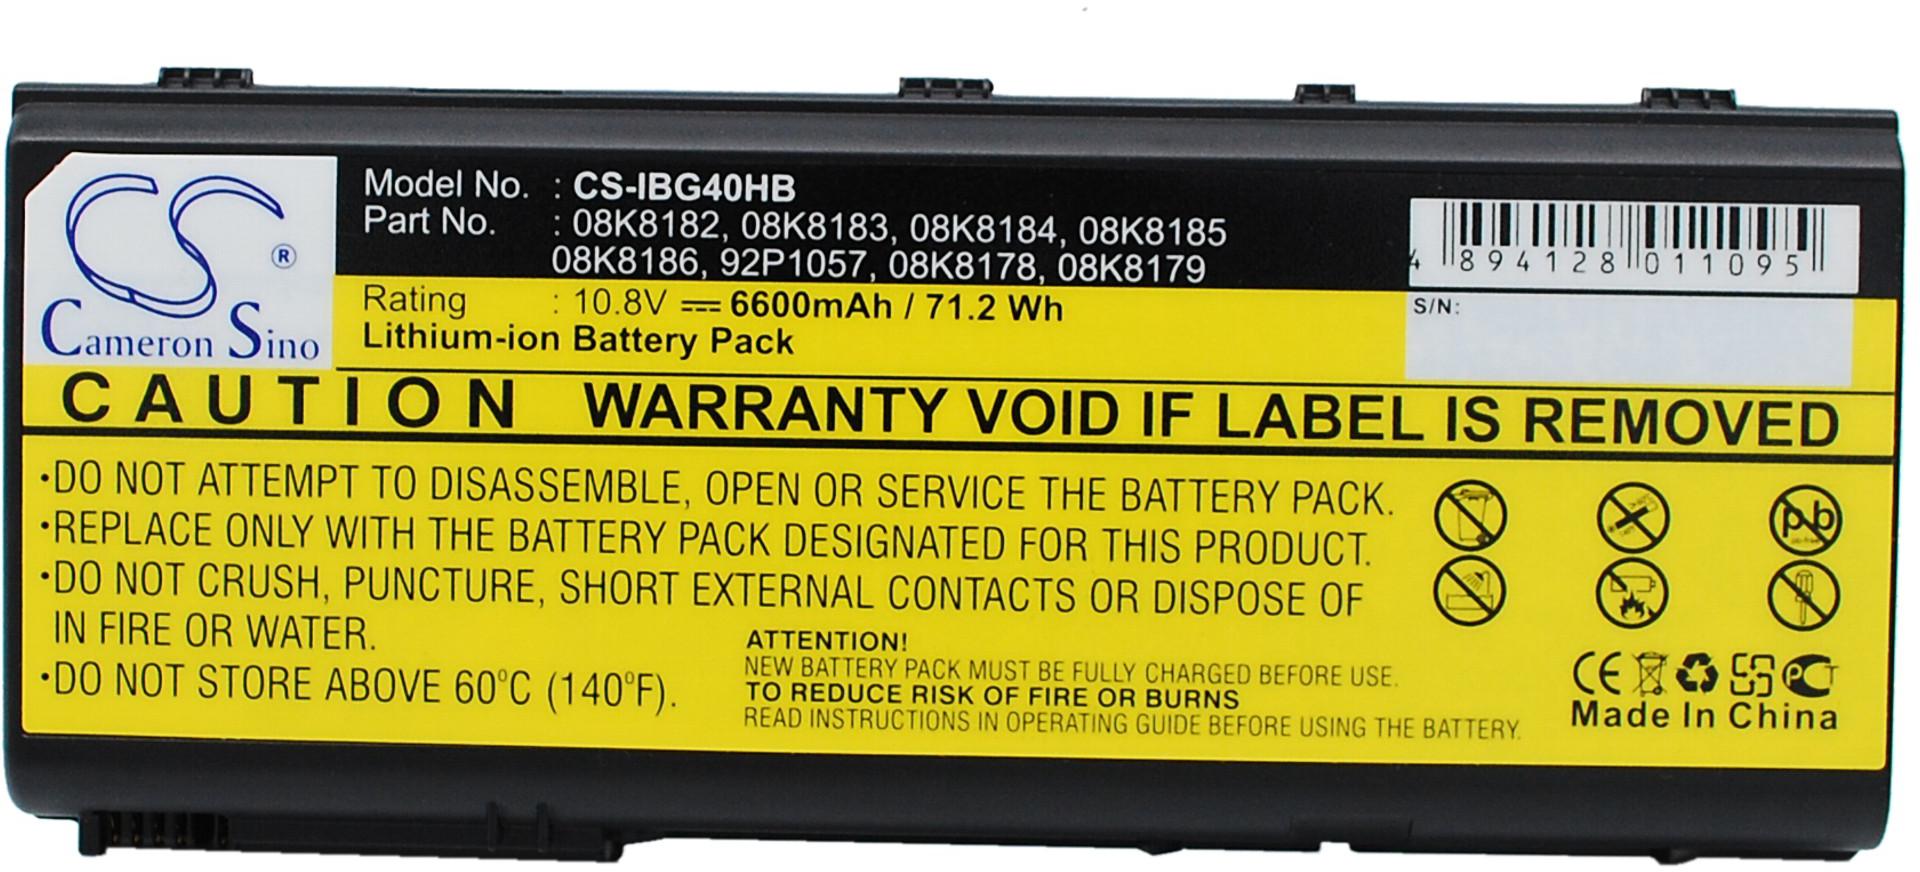 CS ®
Cameron Sino
Model No. : CS-IBG40HB
Part No. : 08K8182, 08K8183, 08K8184, 08K8185
08K8186, 92P1057, 08K8178, 08K8179
4 894128 011095
Rating : 10.8V ⎓ 6600mAh / 71.2 Wh
Lithium-ion Battery Pack
S/N:
CAUTION WARRANTY VOID IF LABEL IS REMOVED
·DO NOT ATTEMPT TO DISASSEMBLE, OPEN OR SERVICE THE BATTERY PACK.
·REPLACE ONLY WITH THE BATTERY PACK DESIGNATED FOR THIS PRODUCT.
·DO NOT CRUSH, PUNCTURE, SHORT EXTERNAL CONTACTS OR DISPOSE OF
IN FIRE OR WATER.
·DO NOT STORE ABOVE 60°C (140°F).
ATTENTION!
NEW BATTERY PACK MUST BE FULLY CHARGED BEFORE USE.
TO REDUCE RISK OF FIRE OR BURNS
READ INSTRUCTIONS IN OPERATING GUIDE BEFORE USING THE BATTERY.
pb
CE PCT
Made In China